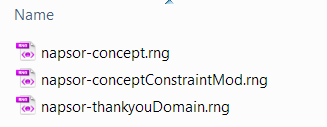 Name
napsor-concept.rng
napsor-conceptConstraintMod.rng
napsor-thankyouDomain.rng